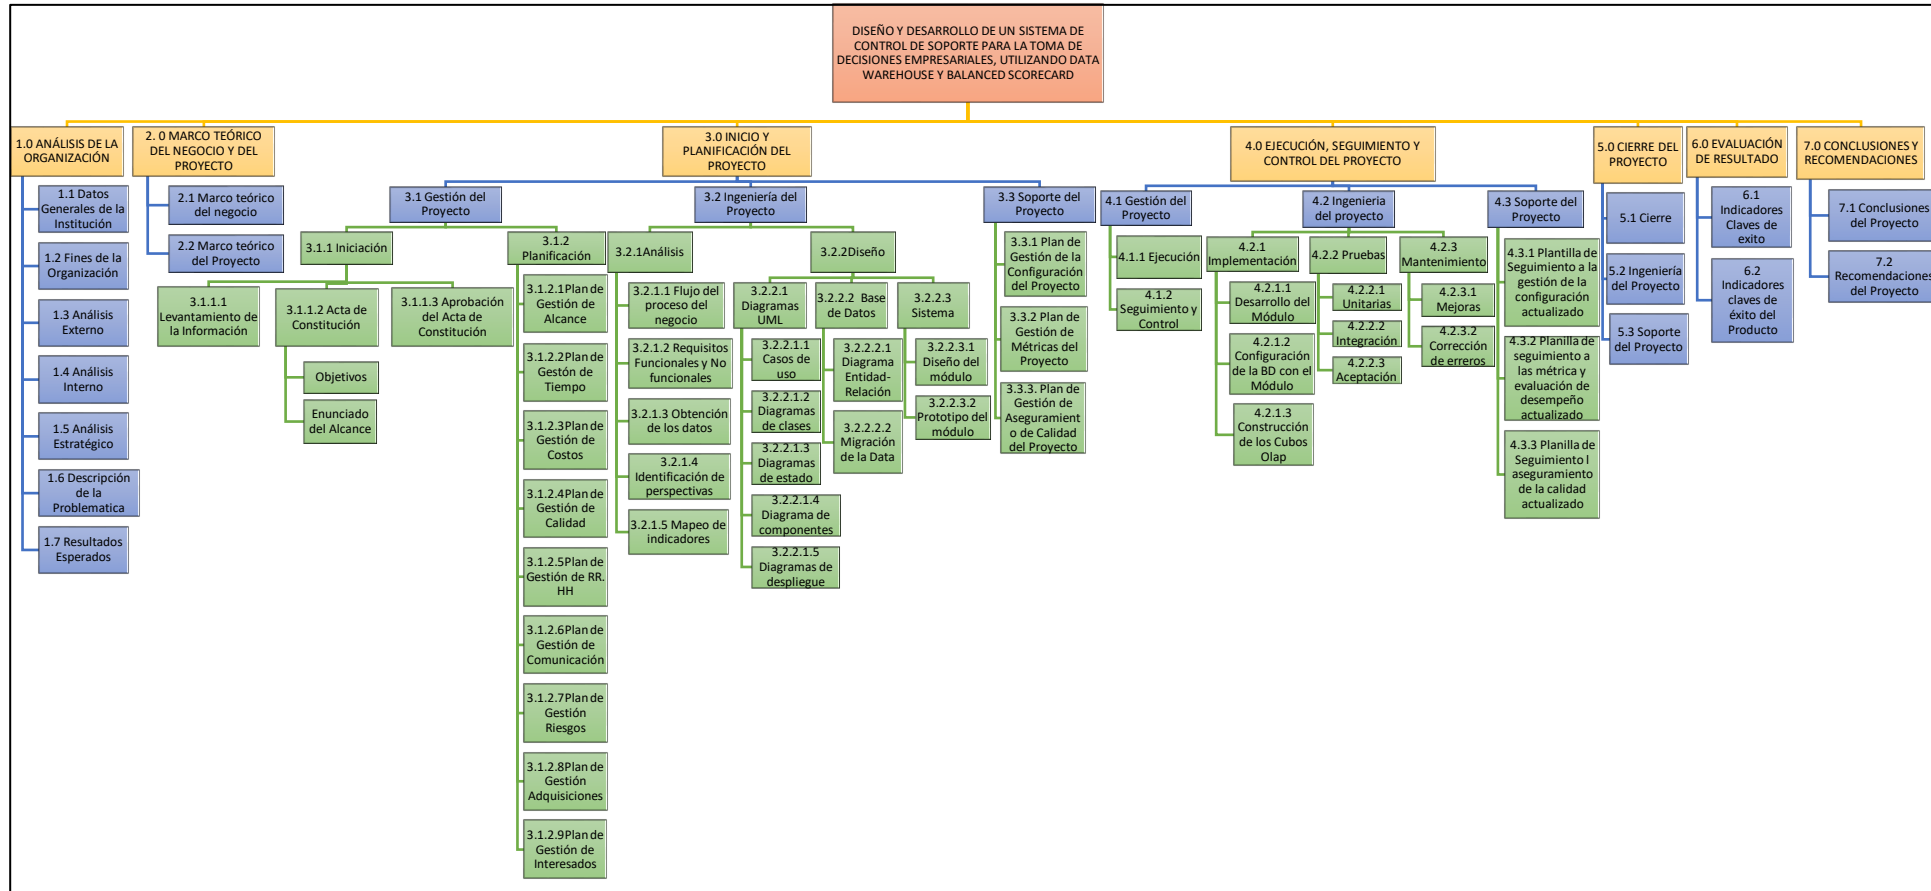 DISEÑO Y DESARROLLO DE UN SISTEMA DE
CONTROL DE SOPORTE PARA LA TOMA DE
DECISIONES EMPRESARIALES, UTILIZANDO DATA
WAREHOUSE Y BALANCED SCORECARD
1.0 ANÁLISIS DE LA
ORGANIZACIÓN
1.1 Datos
Generales de la
Institución
1.2 Fines de la
Organización
1.3 Análisis
Externo
1.4 Análisis
Interno
1.5 Análisis
Estratégico
1.6 Descripción
de la
Problematica
1.7 Resultados
Esperados
2. 0 MARCO TEÓRICO
DEL NEGOCIO Y DEL
PROYECTO
2.1 Marco teórico
del negocio
2.2 Marco teórico
del Proyecto
3.0 INICIO Y
PLANIFICACIÓN DEL
PROYECTO
3.1 Gestión del
Proyecto
3.1.1 Iniciación
3.1.1.1
Levantamiento de
la Información
3.1.1.2 Acta de
Constitución
Objetivos
Enunciado
del Alcance
3.1.1.3 Aprobación
del Acta de
Constitución
3.1.2
Planificación
3.1.2.1Plan de
Gestión de
Alcance
3.1.2.2Plan de
Gestón de
Tiempo
3.1.2.3Plan de
Gestión de
Costos
3.1.2.4Plan de
Gestión de
Calidad
3.1.2.5Plan de
Gestión de RR.
HH
3.1.2.6Plan de
Gestión de
Comunicación
3.1.2.7Plan de
Gestión
Riesgos
3.1.2.8Plan de
Gestión
Adquisiciones
3.1.2.9Plan de
Gestión de
Interesados
3.2 Ingeniería del
Proyecto
3.2.1Análisis
3.2.1.1 Flujo del
proceso del
negocio
3.2.1.2 Requisitos
Funcionales y No
funcionales
3.2.1.3 Obtención
de los datos
3.2.1.4
Identificación de
perspectivas
3.2.1.5 Mapeo de
indicadores
3.2.2Diseño
3.2.2.1
Diagramas
UML
3.2.2.1.1
Casos de
uso
3.2.2.1.2
Diagramas
de clases
3.2.2.1.3
Diagramas
de estado
3.2.2.1.4
Diagrama de
componentes
3.2.2.1.5
Diagramas de
despliegue
3.2.2.2 Base
de Datos
3.2.2.2.1
Diagrama
Entidad-
Relación
3.2.2.2.2
Migración
de la Data
3.2.2.3
Sistema
3.2.2.3.1
Diseño del
módulo
3.2.2.3.2
Prototipo del
módulo
3.3 Soporte del
Proyecto
3.3.1 Plan de
Gestión de la
Configuración
del Proyecto
3.3.2 Plan de
Gestión de
Métricas del
Proyecto
3.3.3. Plan de
Gestión de
Aseguramient
o de Calidad
del Proyecto
4.0 EJECUCIÓN, SEGUIMIENTO Y
CONTROL DEL PROYECTO
4.1 Gestión del
Proyecto
4.1.1 Ejecución
4.1.2
Seguimiento y
Control
4.2 Ingenieria
del proyecto
4.2.1
Implementación
4.2.1.1
Desarrollo del
Módulo
4.2.1.2
Configuración
de la BD con el
Módulo
4.2.1.3
Construcción
de los Cubos
Olap
4.2.2 Pruebas
4.2.2.1
Unitarias
4.2.2.2
Integración
4.2.2.3
Aceptación
4.2.3
Mantenimiento
4.2.3.1
Mejoras
4.2.3.2
Corrección
de erreros
4.3 Soporte del
Proyecto
4.3.1 Plantilla de
Seguimiento a la
gestión de la
configuración
actualizado
4.3.2 Planilla de
seguimiento a
las métrica y
evaluación de
desempeño
actualizado
4.3.3 Planilla de
Seguimiento l
aseguramiento
de la calidad
actualizado
5.0 CIERRE DEL
PROYECTO
5.1 Cierre
5.2 Ingeniería
del Proyecto
5.3 Soporte
del Proyecto
6.0 EVALUACIÓN
DE RESULTADO
6.1
Indicadores
Claves de
exito
6.2
Indicadores
claves de
éxito del
Producto
7.0 CONCLUSIONES Y
RECOMENDACIONES
7.1 Conclusiones
del Proyecto
7.2
Recomendaciones
del Proyecto